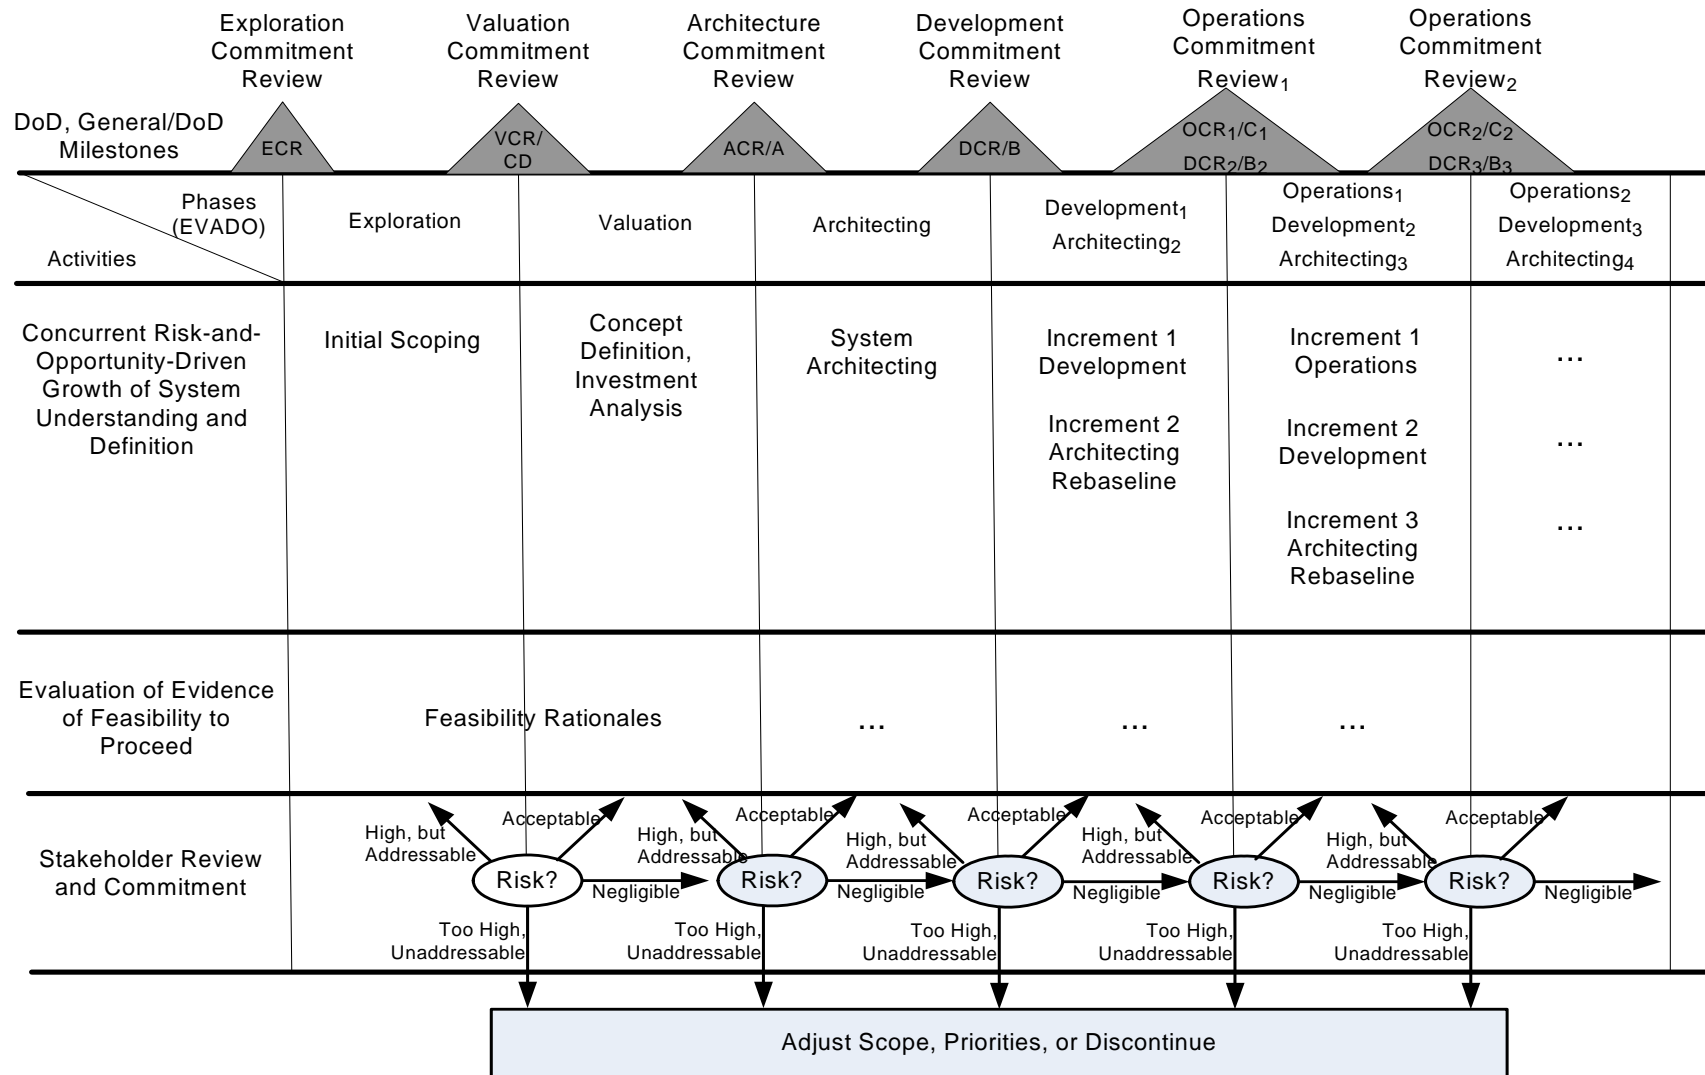 Exploration
Commitment
Review
Valuation
Commitment
Review
Architecture
Commitment
Review
Development
Commitment
Review
Operations
Commitment
Review₁
Operations
Commitment
Review₂
DoD, General/DoD
Milestones
ECR
VCR/
CD
ACR/A
DCR/B
OCR₁/C₁
DCR₂/B₂
OCR₂/C₂
DCR₃/B₃
Phases
(EVADO)
Activities
Exploration
Valuation
Architecting
Development₁
Architecting₂
Operations₁
Development₂
Architecting₃
Operations₂
Development₃
Architecting₄
Concurrent Risk-and-
Opportunity-Driven
Growth of System
Understanding and
Definition
Initial Scoping
Concept
Definition,
Investment
Analysis
System
Architecting
Increment 1
Development
Increment 2
Architecting
Rebaseline
Increment 1
Operations
Increment 2
Development
Increment 3
Architecting
Rebaseline
...
...
...
Evaluation of Evidence
of Feasibility to
Proceed
Feasibility Rationales
...
...
...
Stakeholder Review
and Commitment
High, but
Addressable
Acceptable
Risk?
Negligible
Too High,
Unaddressable
High, but
Addressable
Acceptable
Risk?
Negligible
Too High,
Unaddressable
High, but
Addressable
Acceptable
Risk?
Negligible
Too High,
Unaddressable
High, but
Addressable
Acceptable
Risk?
Negligible
Too High,
Unaddressable
High, but
Addressable
Acceptable
Risk?
Negligible
Too High,
Unaddressable
Adjust Scope, Priorities, or Discontinue